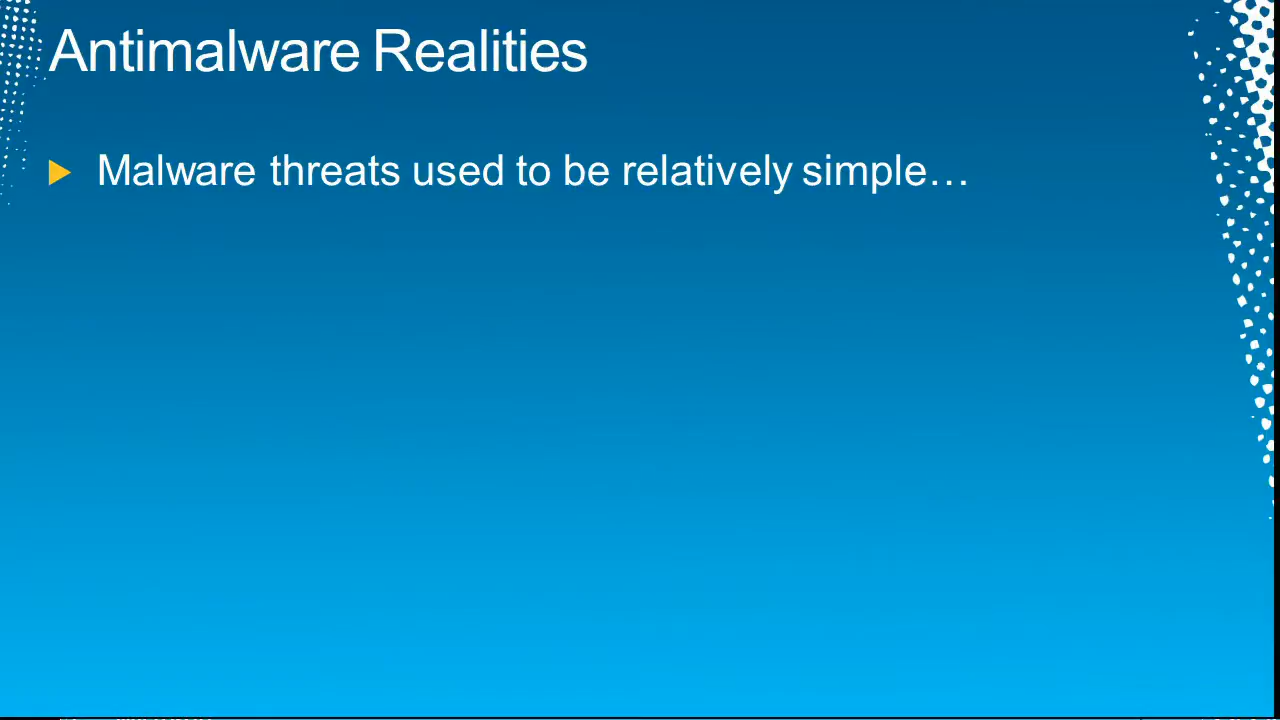 Antimalware Realities
Malware threats used to be relatively simple…